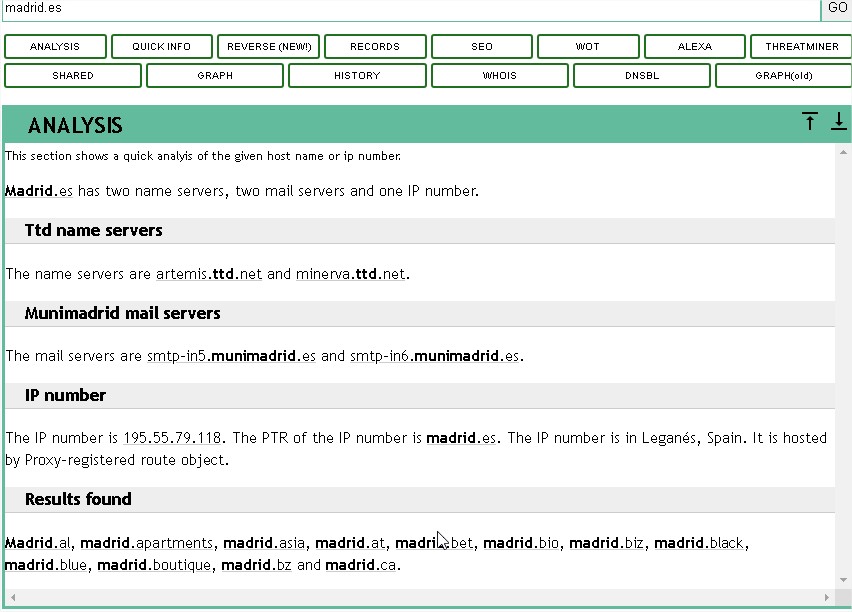 madrid.es GO
ANALYSIS QUICK INFO REVERSE (NEW!) RECORDS SEO WOT ALEXA THREATMINER
SHARED GRAPH HISTORY WHOIS DNSBL GRAPH(old)
ANALYSIS
This section shows a quick analyis of the given host name or ip number.
Madrid.es has two name servers, two mail servers and one IP number.
Ttd name servers
The name servers are artemis.ttd.net and minerva.ttd.net.
Munimadrid mail servers
The mail servers are smtp-in5.munimadrid.es and smtp-in6.munimadrid.es.
IP number
The IP number is 195.55.79.118. The PTR of the IP number is madrid.es. The IP number is in Leganés, Spain. It is hosted
by Proxy-registered route object.
Results found
Madrid.al, madrid.apartments, madrid.asia, madrid.at, madrid.bet, madrid.bio, madrid.biz, madrid.black,
madrid.blue, madrid.boutique, madrid.bz and madrid.ca.